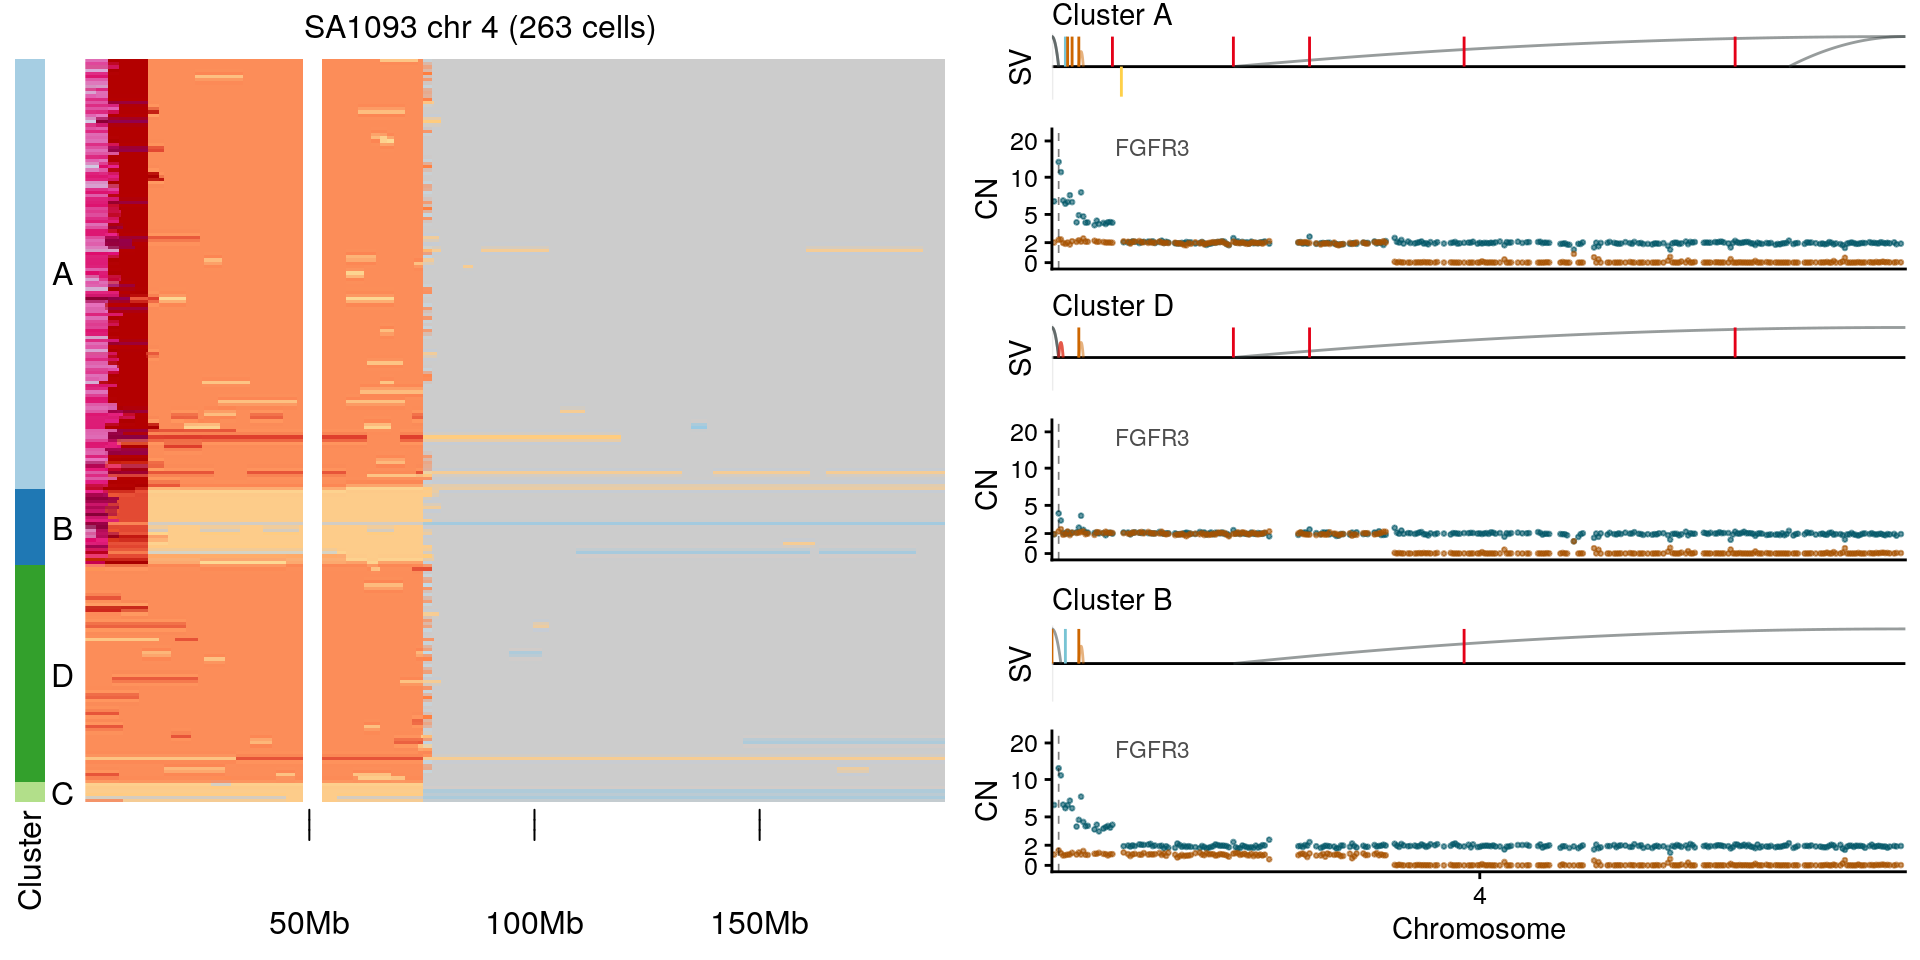 SA1093 chr 4 (263 cells)
A
B
D
C
Cluster
50Mb
100Mb
150Mb
Cluster A
SV
CN
20
10
5
2
0
FGFR3
Cluster D
SV
CN
20
10
5
2
0
FGFR3
Cluster B
SV
CN
20
10
5
2
0
FGFR3
4
Chromosome